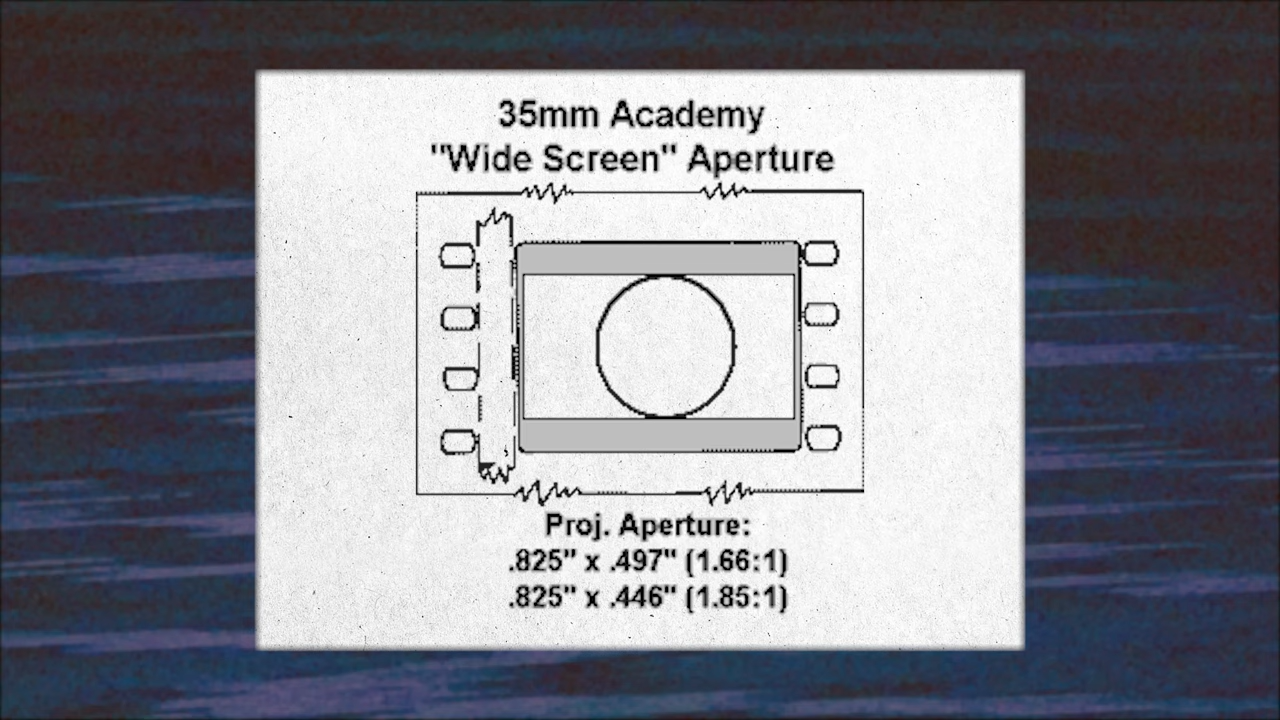 35mm Academy
"Wide Screen" Aperture
Proj. Aperture:
.825" x .497" (1.66:1)
.825" x .446" (1.85:1)